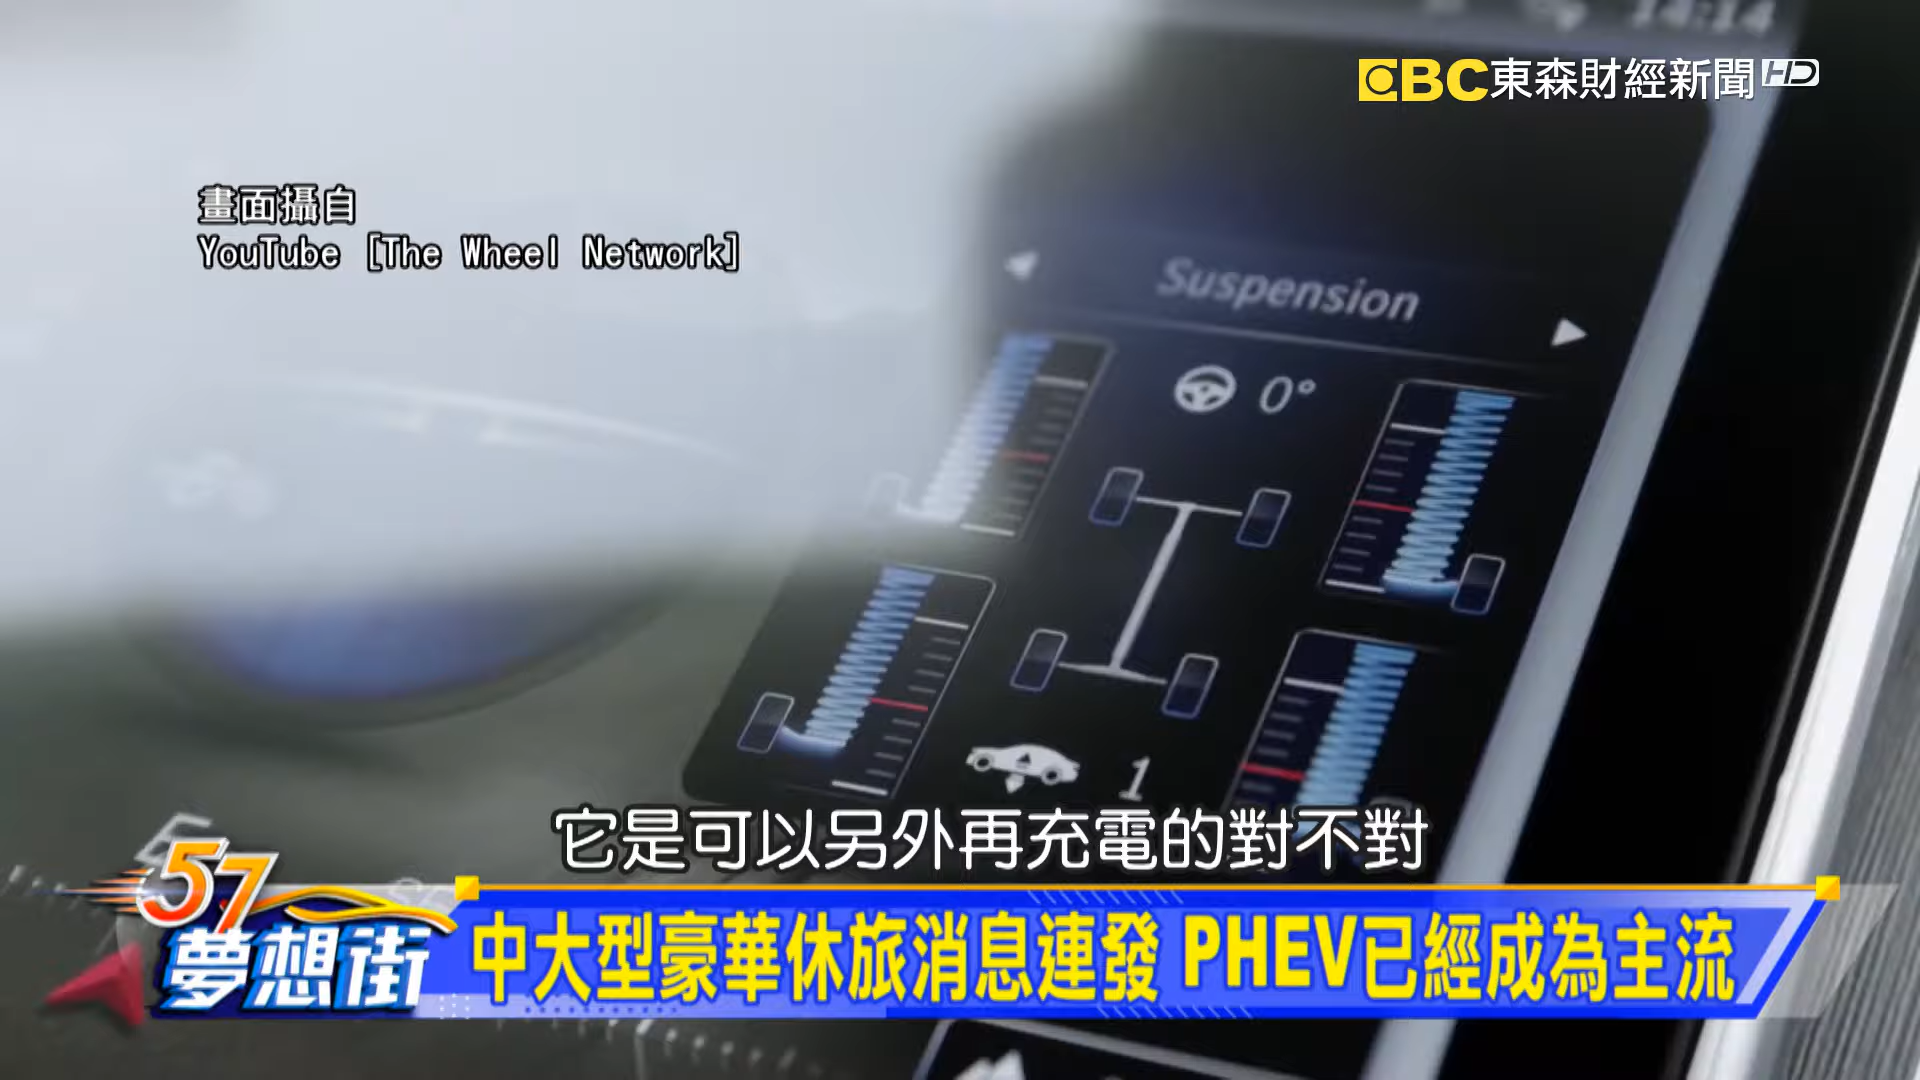 14:14
EBC東森財經新聞HD
畫面攝自
YouTube [The Wheel Network]
Suspension
0°
1
它是可以另外再充電的對不對
E
57
夢想街
中大型豪華休旅消息連發 PHEV已經成為主流